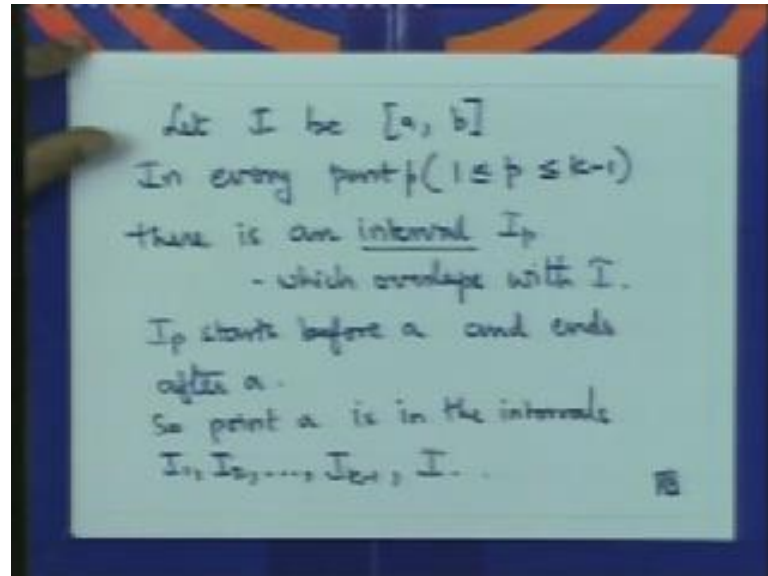 Let I be [a, b]
In every part p (1 ≤ p ≤ k-1)
there is an interval Ip
- which overlaps with I.
Ip starts before a and ends
after a.
So point a is in the intervals
I1, I2, ..., Ik-1, I.